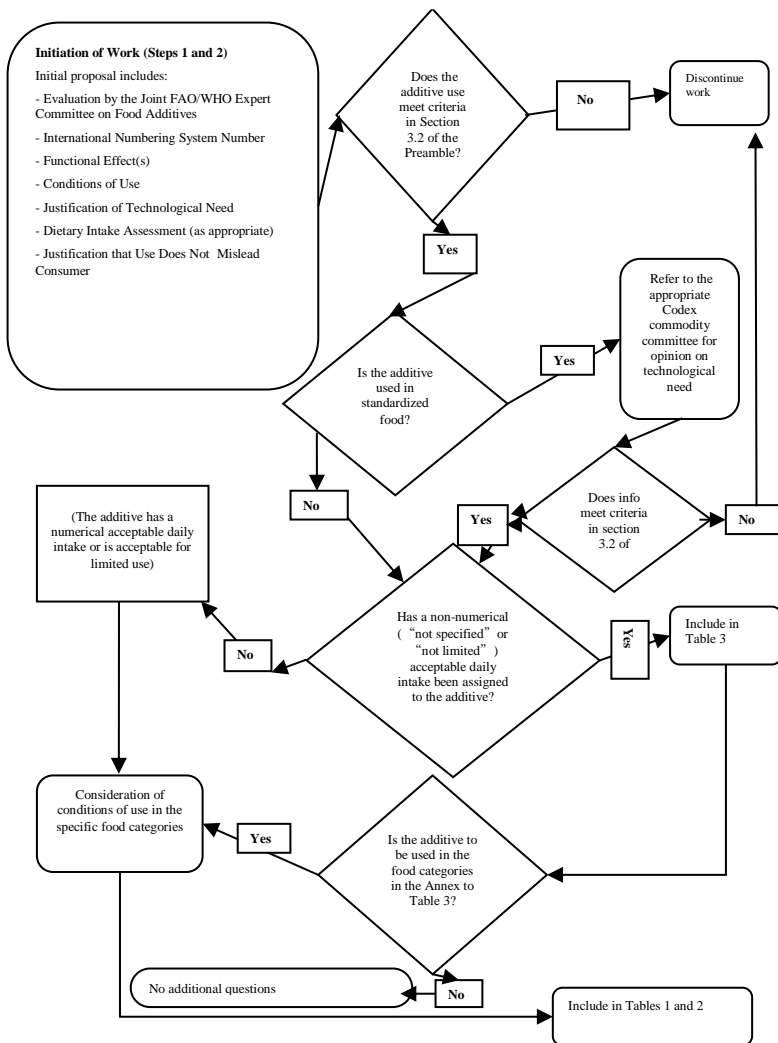 Initiation of Work (Steps 1 and 2)
Initial proposal includes:
- Evaluation by the Joint FAO/WHO Expert
Committee on Food Additives
- International Numbering System Number
- Functional Effect(s)
- Conditions of Use
- Justification of Technological Need
- Dietary Intake Assessment (as appropriate)
- Justification that Use Does Not Mislead
Consumer
Does the
additive use
meet criteria
in Section
3.2 of the
Preamble?
No
Discontinue
work
Yes
Is the additive
used in
standardized
food?
Yes
Refer to the
appropriate
Codex
commodity
committee for
opinion on
technological
need
No
Does info
meet criteria
in section
3.2 of
Yes
No
(The additive has a
numerical acceptable daily
intake or is acceptable for
limited use)
Has a non-numerical
(“not specified” or
“not limited”)
acceptable daily
intake been assigned
to the additive?
No
Yes
Include in
Table 3
Consideration of
conditions of use in the
specific food categories
Yes
Is the additive to
be used in the
food categories
in the Annex to
Table 3?
No
No additional questions
Include in Tables 1 and 2